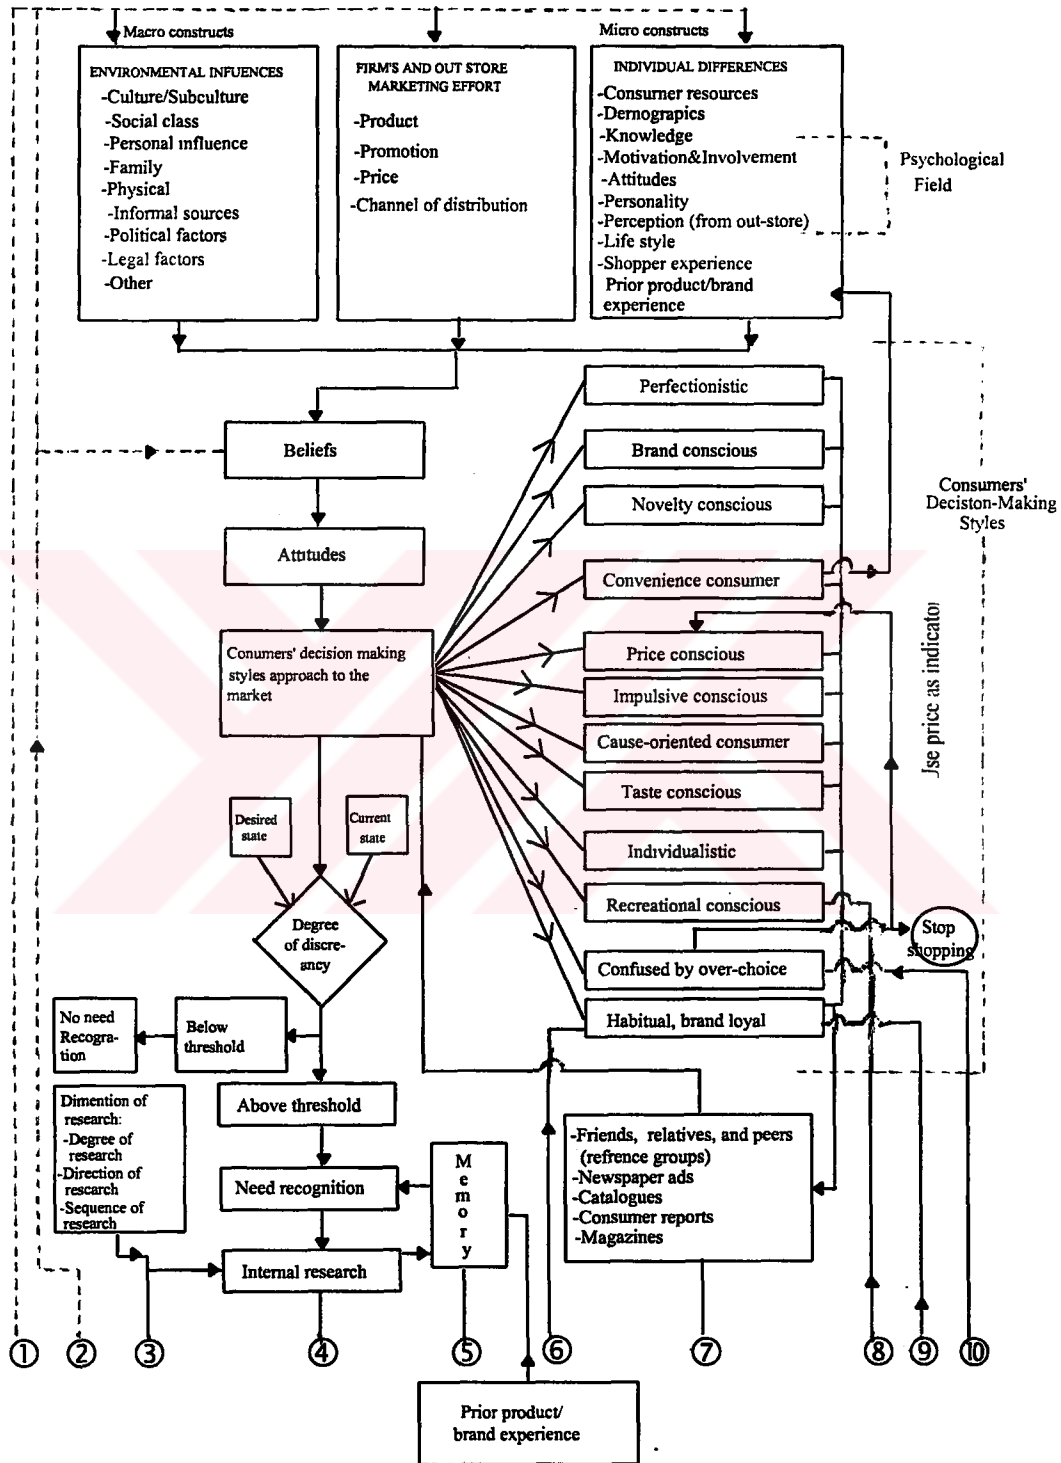 Macro constructs
Micro constructs
ENVIRONMENTAL INFUENCES
-Culture/Subculture
-Social class
-Personal influence
-Family
-Physical
-Informal sources
-Political factors
-Legal factors
-Other
FIRM'S AND OUT STORE
MARKETING EFFORT
-Product
-Promotion
-Price
-Channel of distribution
INDIVIDUAL DIFFERENCES
-Consumer resources
-Demograpics
-Knowledge
-Motivation&Involvement
-Attitudes
-Personality
-Perception (from out-store)
-Life style
-Shopper experience
Prior product/brand
experience
Psychological
Field
Beliefs
Attitudes
Conumers' decision making
styles approach to the
market
Perfectionistic
Brand conscious
Novelty conscious
Convenience consumer
Price conscious
Impulsive conscious
Cause-oriented consumer
Taste conscious
Individualistic
Recreational conscious
Confused by over-choice
Habitual, brand loyal
Consumers'
Decision-Making
Styles
Jse price as indicator
Stop
shopping
Desired
state
Current
state
Degree
of discre-
ancy
No need
Recogra-
tion
Below
threshold
Above threshold
Dimention of
research:
-Degree of
research
-Direction of
research
-Sequence of
research
Need recognition
Internal research
Memory
-Friends, relatives, and peers
(refrence groups)
-Newspaper ads
-Catalogues
-Consumer reports
-Magazines
① ② ③ ④ ⑤ ⑥ ⑦ ⑧ ⑨ ⑩
Prior product/
brand experience